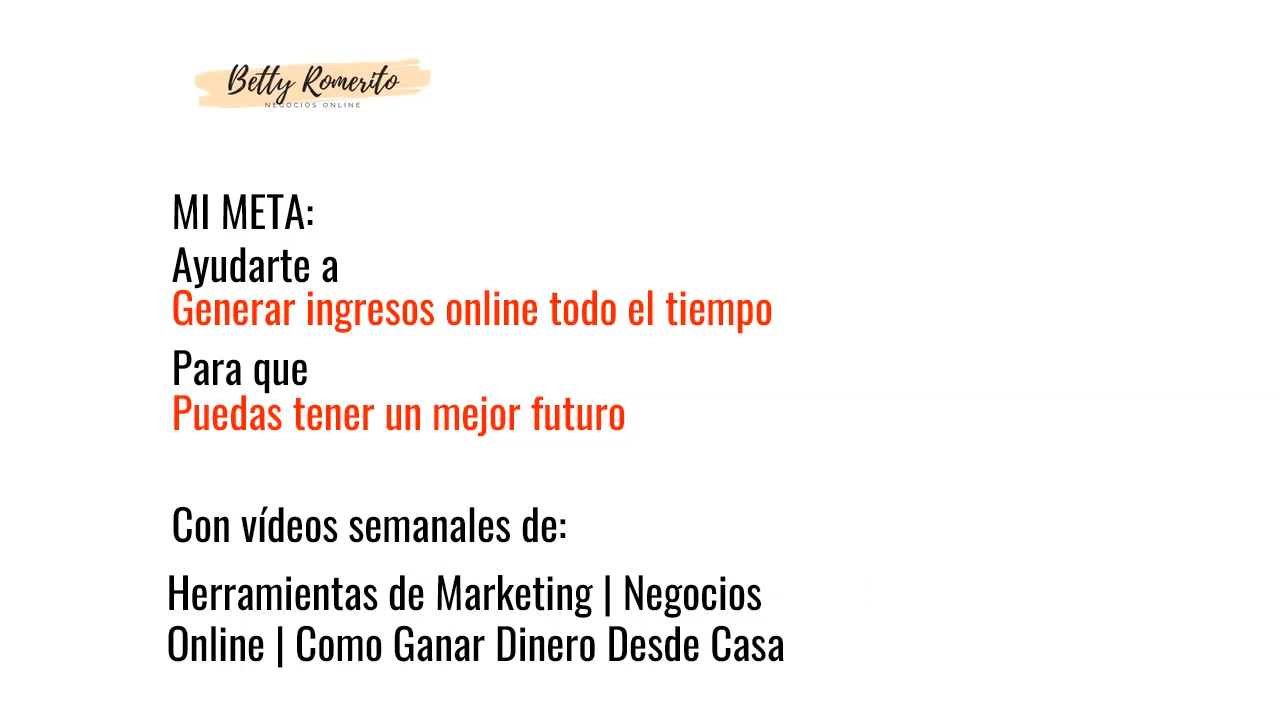 Betty Romerito
NEGOCIOS ONLINE
MI META:
Ayudarte a
Generar ingresos online todo el tiempo
Para que
Puedas tener un mejor futuro
Con vídeos semanales de:
Herramientas de Marketing | Negocios
Online | Como Ganar Dinero Desde Casa